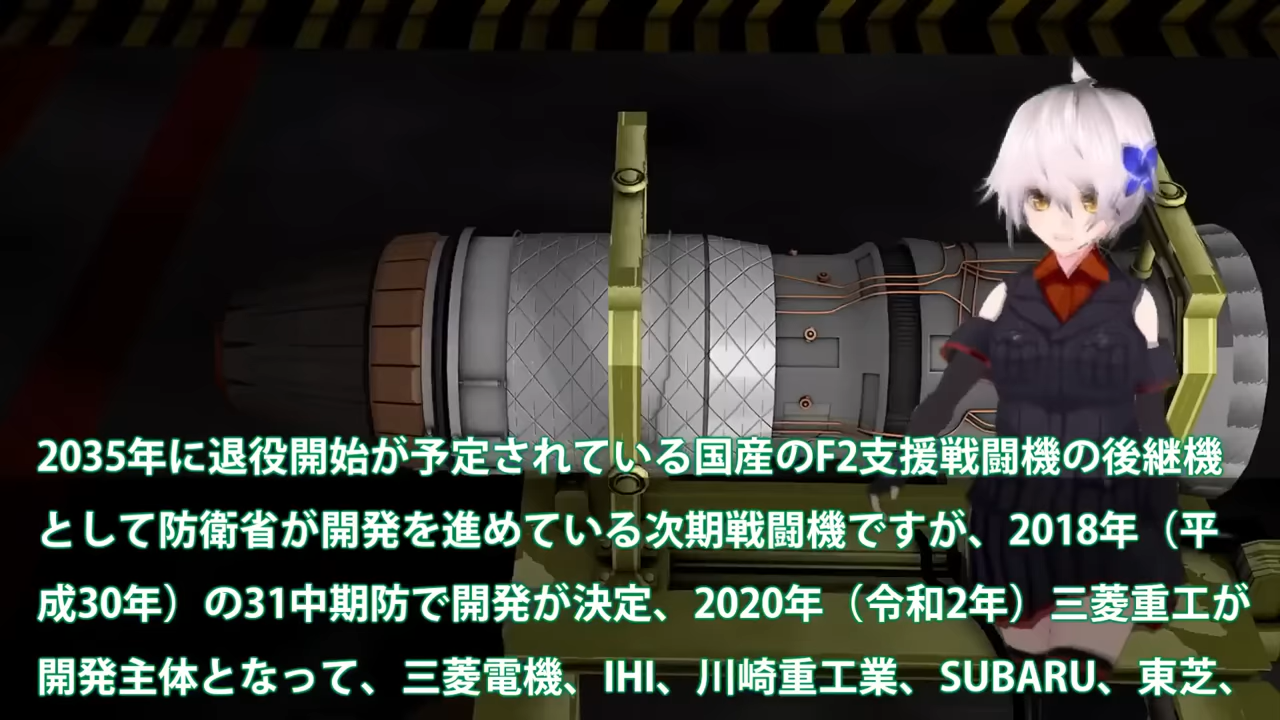 2035年に退役開始が予定されている国産のF2支援戦闘機の後継機
として防衛省が開発を進めている次期戦闘機ですが、2018年（平
成30年）の31中期防で開発が決定、2020年（令和2年）三菱重工が
開発主体となって、三菱電機、IHI、川崎重工業、SUBARU、東芝、